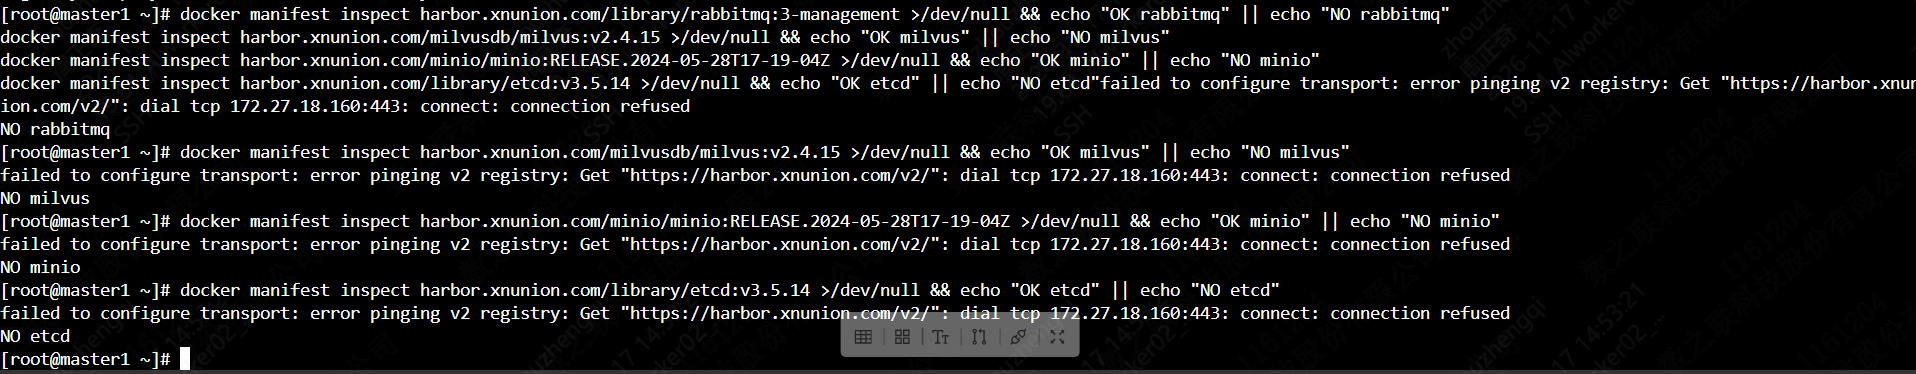 [root@master1 ~]# docker manifest inspect harbor.xnunion.com/library/rabbitmq:3-management >/dev/null && echo "OK rabbitmq" || echo "NO rabbitmq"
docker manifest inspect harbor.xnunion.com/milvusdb/milvus:v2.4.15 >/dev/null && echo "OK milvus" || echo "NO milvus"
docker manifest inspect harbor.xnunion.com/minio/minio:RELEASE.2024-05-28T17-19-04Z >/dev/null && echo "OK minio" || echo "NO minio"
docker manifest inspect harbor.xnunion.com/library/etcd:v3.5.14 >/dev/null && echo "OK etcd" || echo "NO etcd"failed to configure transport: error pinging v2 registry: Get "https://harbor.xnun
ion.com/v2/": dial tcp 172.27.18.160:443: connect: connection refused
NO rabbitmq
[root@master1 ~]# docker manifest inspect harbor.xnunion.com/milvusdb/milvus:v2.4.15 >/dev/null && echo "OK milvus" || echo "NO milvus"
failed to configure transport: error pinging v2 registry: Get "https://harbor.xnunion.com/v2/": dial tcp 172.27.18.160:443: connect: connection refused
NO milvus
[root@master1 ~]# docker manifest inspect harbor.xnunion.com/minio/minio:RELEASE.2024-05-28T17-19-04Z >/dev/null && echo "OK minio" || echo "NO minio"
failed to configure transport: error pinging v2 registry: Get "https://harbor.xnunion.com/v2/": dial tcp 172.27.18.160:443: connect: connection refused
NO minio
[root@master1 ~]# docker manifest inspect harbor.xnunion.com/library/etcd:v3.5.14 >/dev/null && echo "OK etcd" || echo "NO etcd"
failed to configure transport: error pinging v2 registry: Get "https://harbor.xnunion.com/v2/": dial tcp 172.27.18.160:443: connect: connection refused
NO etcd
[root@master1 ~]#